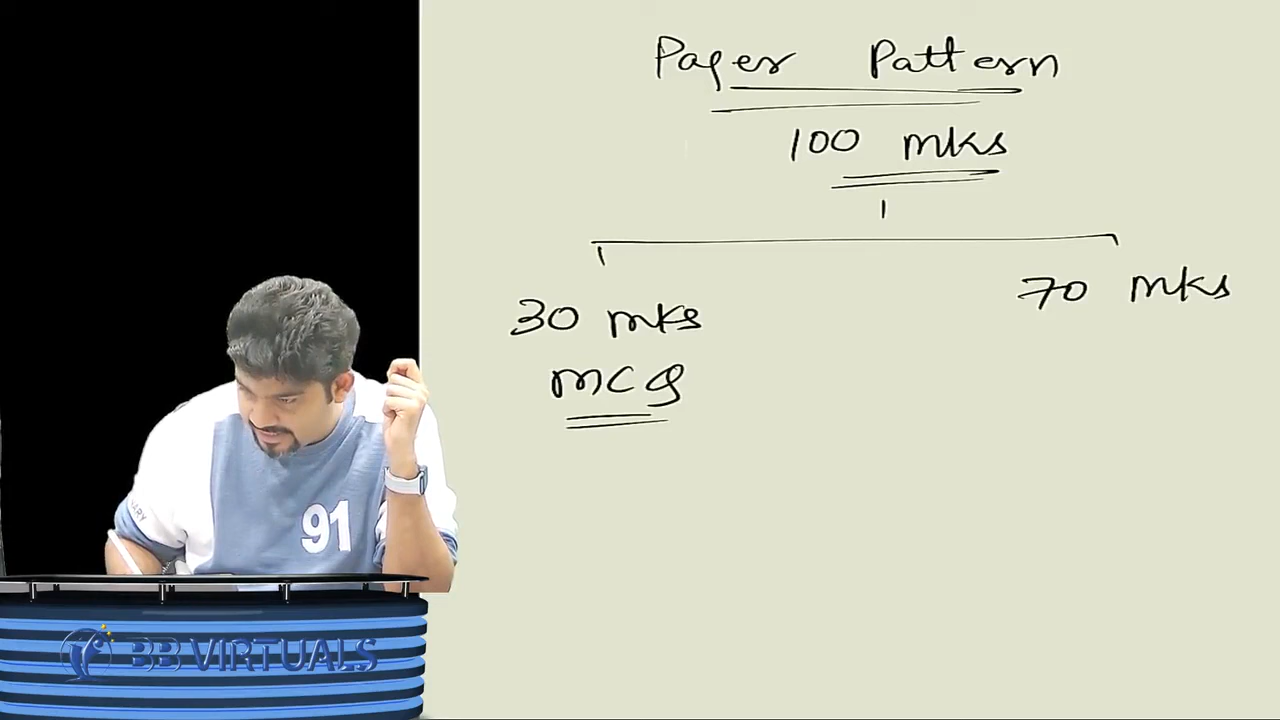 Paper Pattern
100 mks
30 mks
70 mks
MCQ
91
BB VIRTUALS